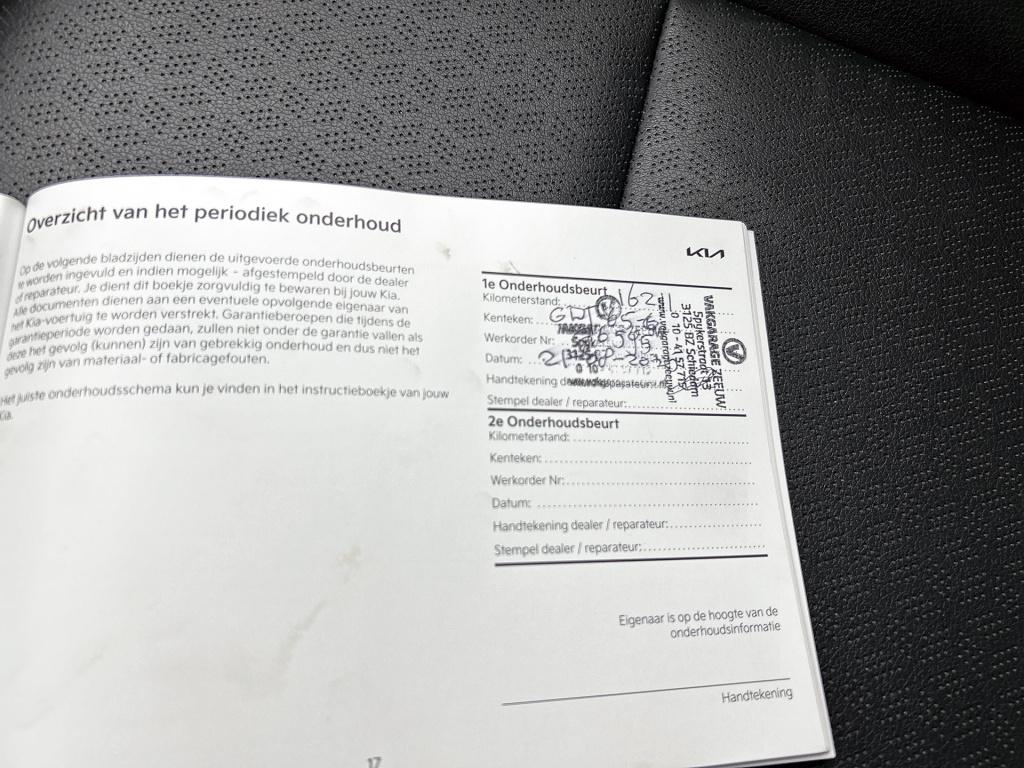 Overzicht van het periodiek onderhoud
Op de volgende bladzijden dienen de uitgevoerde onderhoudsbeurten
te worden ingevuld en indien mogelijk - afgestempeld door de dealer
of reparateur. Je dient dit boekje zorgvuldig te bewaren bij jouw Kia.
Alle documenten dienen aan een eventuele opvolgende eigenaar van
het Kia-voertuig te worden verstrekt. Garantieberoepen die tijdens de
garantieperiode worden gedaan, zullen niet onder de garantie vallen als
deze het gevolg (kunnen) zijn van gebrekkig onderhoud en dus niet het
gevolg zijn van materiaal- of fabricagefouten.
Het juiste onderhoudsschema kun je vinden in het instructieboekje van jouw
Kia.
17
KIA
1e Onderhoudsbeurt
Kilometerstand:
Kenteken:
Werkorder Nr:
Datum:
Handtekening
Stempel dealer / reparateur:
VAKGARAGE ZEEUW
Spijkerstraat 13
3125 BZ Schiedam
0 10 - 41 57 715
2e Onderhoudsbeurt
Kilometerstand:
Kenteken:
Werkorder Nr:
Datum:
Handtekening dealer / reparateur:
Stempel dealer / reparateur:
Eigenaar is op de hoogte van de
onderhoudsinformatie
Handtekening